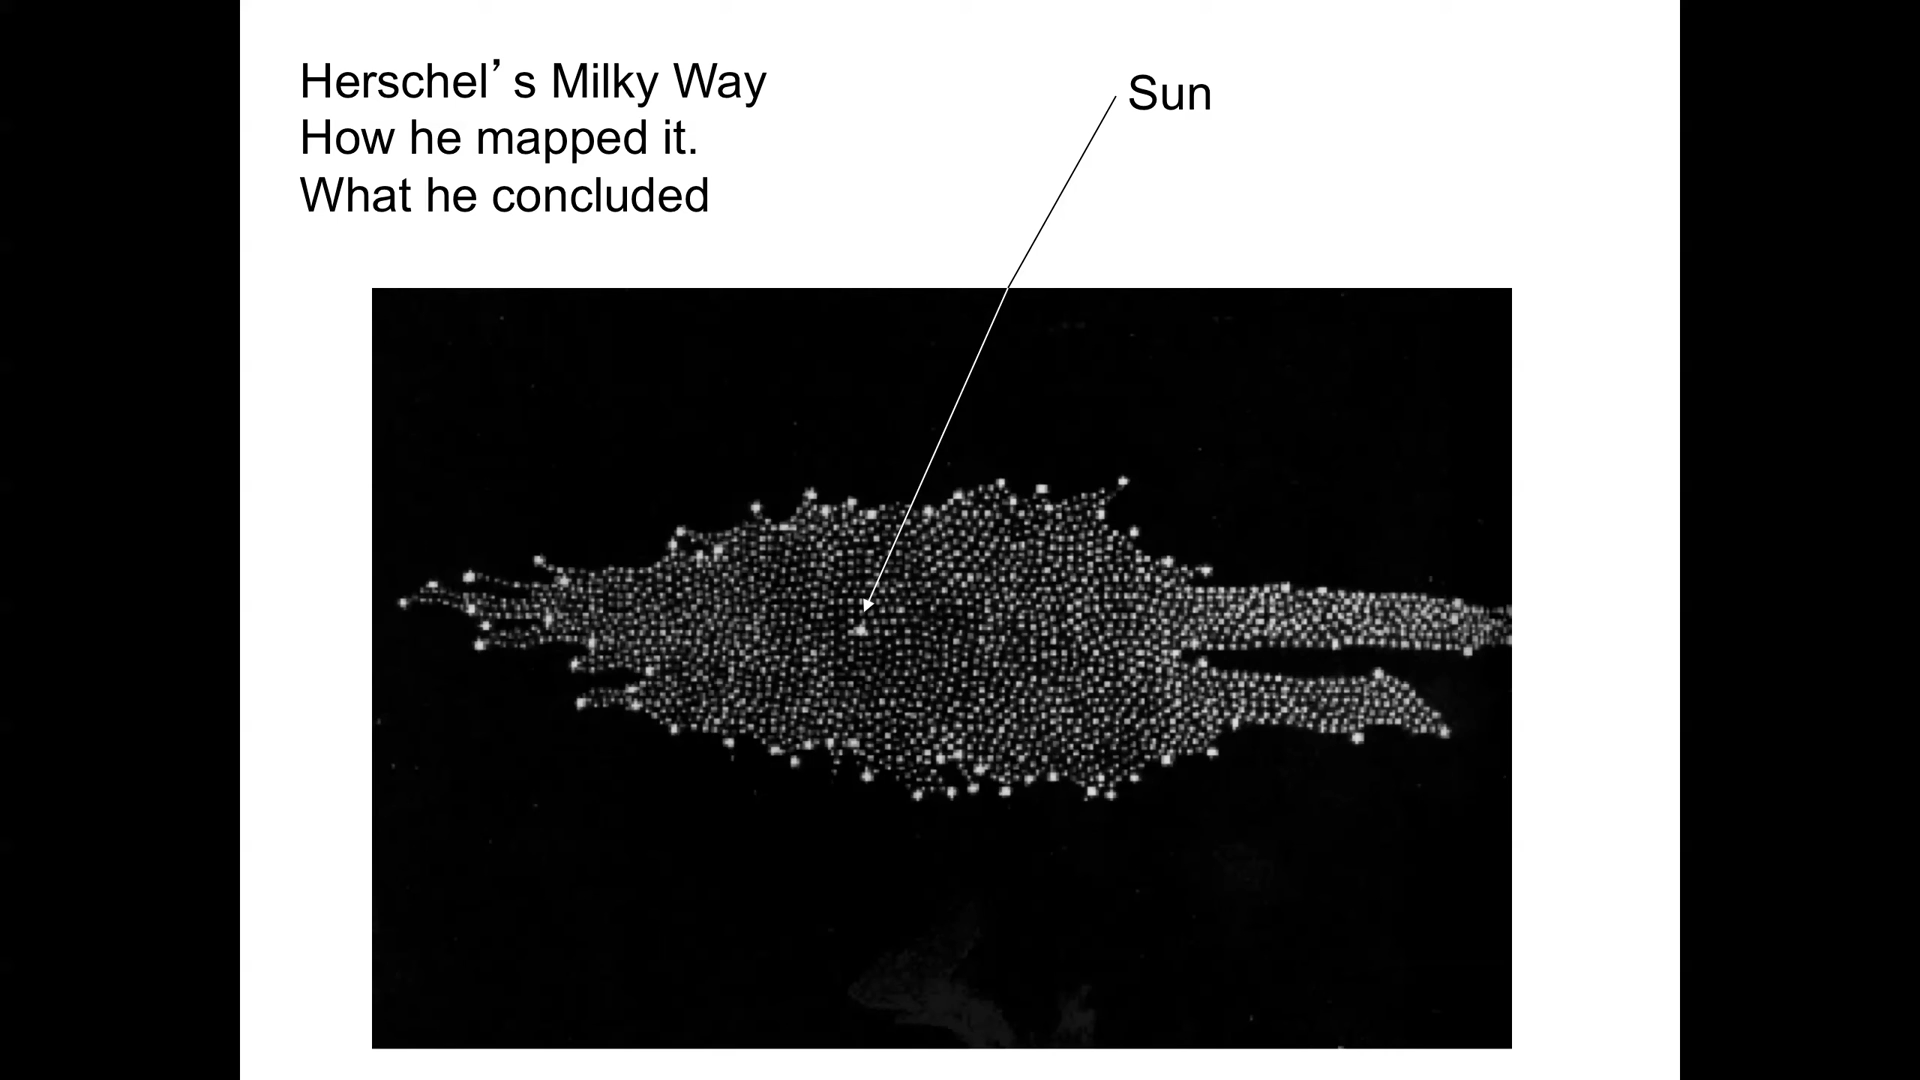 Herschel’s Milky Way
How he mapped it.
What he concluded
Sun